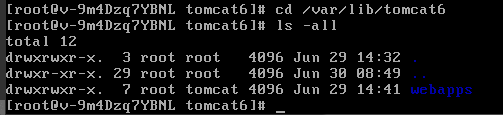 [root@v-9m4Dzq7YBNL tomcat6]# cd /var/lib/tomcat6
[root@v-9m4Dzq7YBNL tomcat6]# ls -all
total 12
drwxrwxr-x.  3 root root   4096 Jun 29 14:32 .
drwxr-xr-x. 29 root root   4096 Jun 30 08:49 ..
drwxrwxr-x.  7 root tomcat 4096 Jun 29 14:41 webapps
[root@v-9m4Dzq7YBNL tomcat6]# _